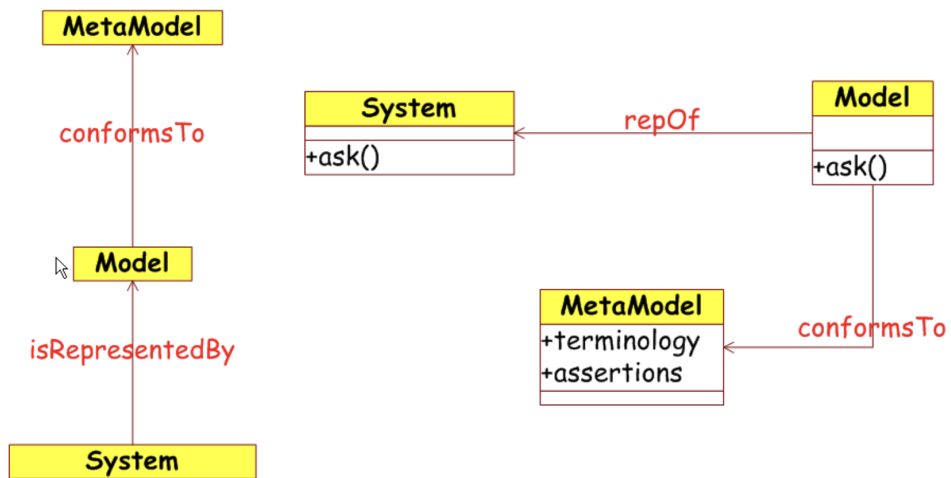 MetaModel
conformsTo
Model
isRepresentedBy
System
System
+ask()
repOf
Model
+ask()
MetaModel
+terminology
+assertions
conformsTo